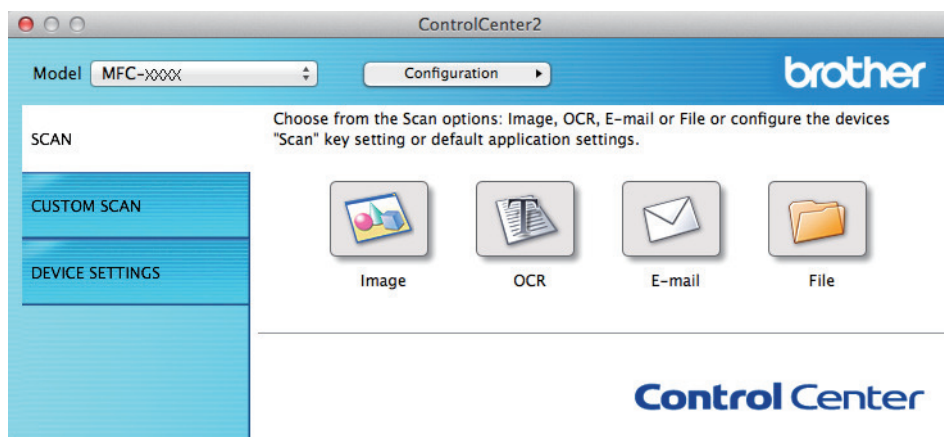 ControlCenter2
Model MFC-XXXX Configuration brother
SCAN
Choose from the Scan options: Image, OCR, E-mail or File or configure the devices
"Scan" key setting or default application settings.
CUSTOM SCAN
DEVICE SETTINGS
Image OCR E-mail File
Control Center